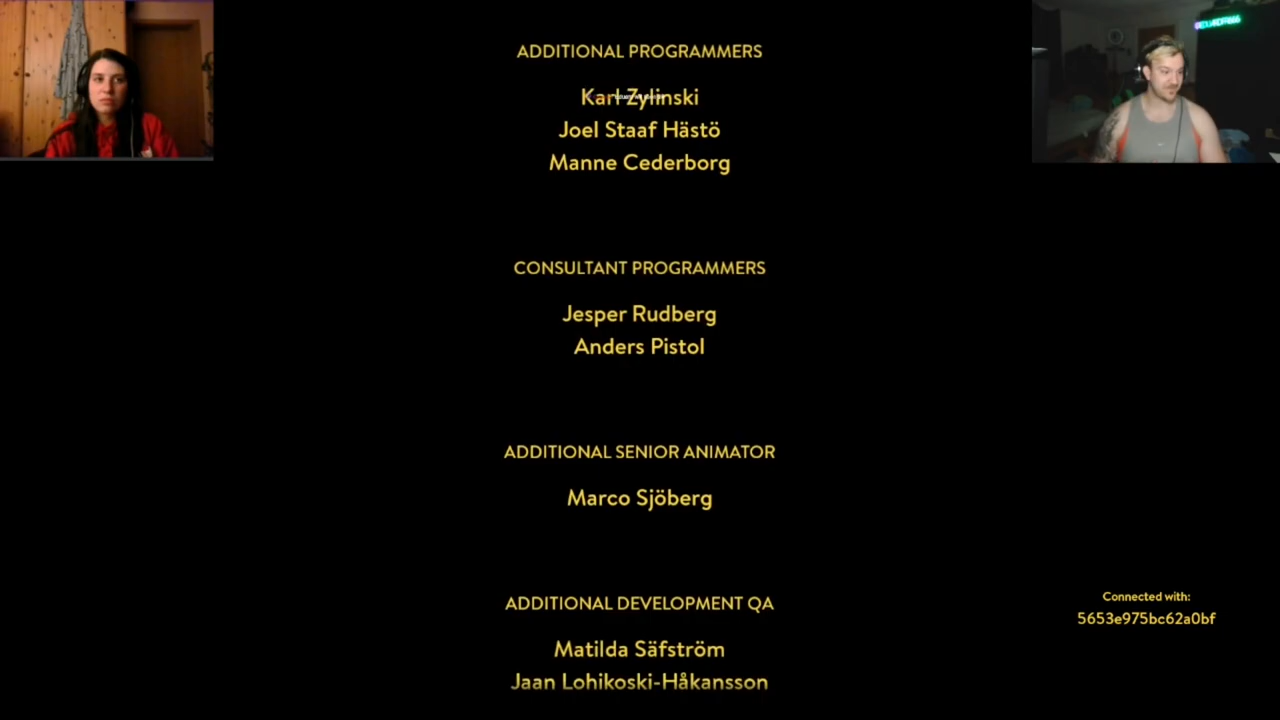 ADDITIONAL PROGRAMMERS
Karl Zylinski
Joel Staaf Hästö
Manne Cederborg
CONSULTANT PROGRAMMERS
Jesper Rudberg
Anders Pistol
ADDITIONAL SENIOR ANIMATOR
Marco Sjöberg
ADDITIONAL DEVELOPMENT QA
Matilda Säfström
Jaan Lohikoski-Håkansson
Connected with:
5653e975bc62a0bf